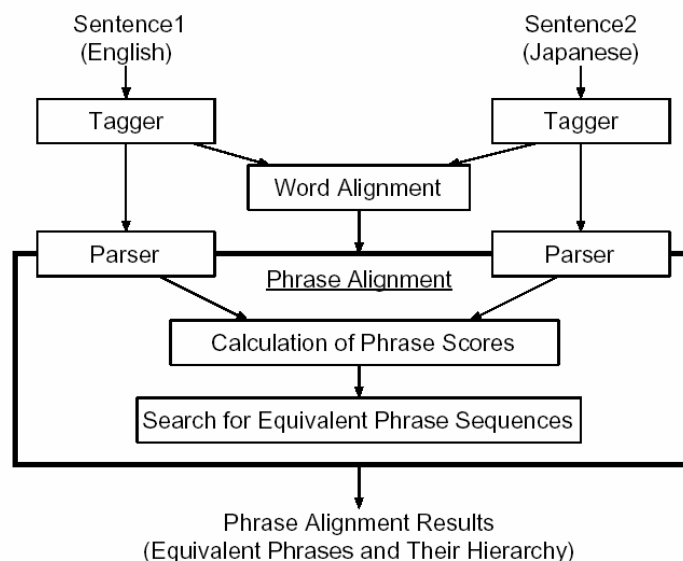 Sentence1
(English)
Sentence2
(Japanese)
Tagger
Tagger
Word Alignment
Parser
Parser
Phrase Alignment
Calculation of Phrase Scores
Search for Equivalent Phrase Sequences
Phrase Alignment Results
(Equivalent Phrases and Their Hierarchy)